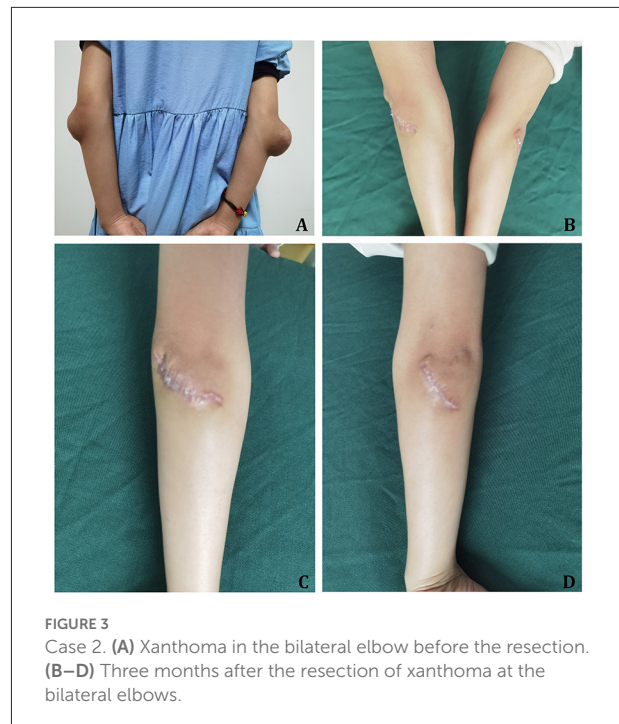 A
B
C
D
FIGURE 3
Case 2. (A) Xanthoma in the bilateral elbow before the resection.
(B–D) Three months after the resection of xanthoma at the
bilateral elbows.